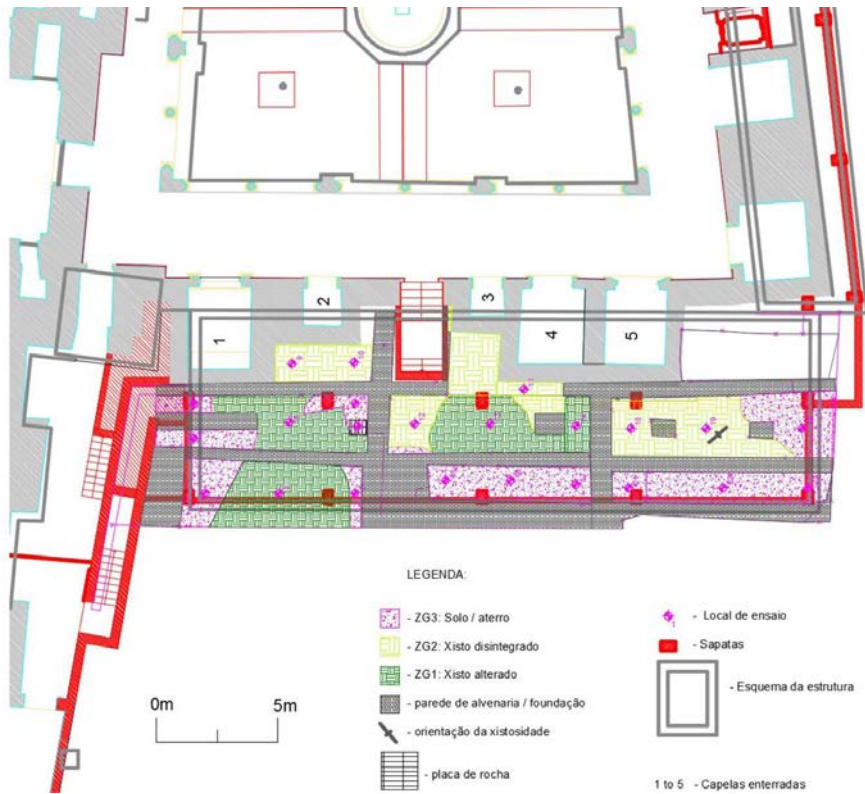 1
2
3
4
5
LEGENDA:
- ZG3: Solo / aterro
- ZG2: Xisto disintegrado
- ZG1: Xisto alterado
- parede de alvenaria / foundação
- orientação da xistosidade
- placa de rocha
- Local de ensaio
- Sapatas
- Esquema da estrutura
1 to 5 - Capelas enterradas
0m
5m